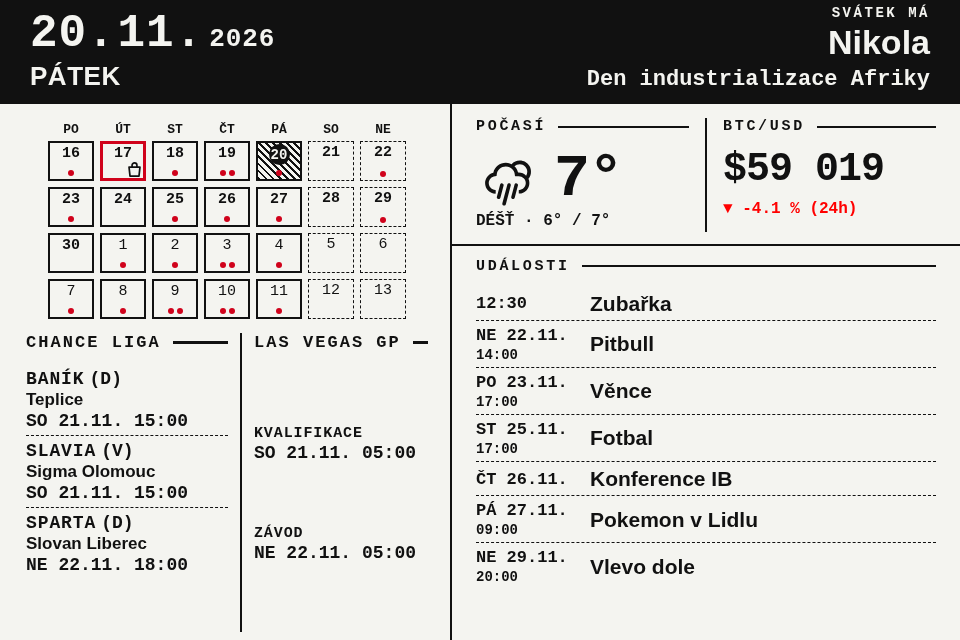 20.11. 2026
PÁTEK
SVÁTEK MÁ
Nikola
Den industrializace Afriky
PO ÚT ST ČT PÁ SO NE
16 17 18 19 20 21 22
23 24 25 26 27 28 29
30 1 2 3 4 5 6
7 8 9 10 11 12 13
CHANCE LIGA
BANÍK (D)
Teplice
SO 21.11. 15:00
SLAVIA (V)
Sigma Olomouc
SO 21.11. 15:00
SPARTA (D)
Slovan Liberec
NE 22.11. 18:00
LAS VEGAS GP
KVALIFIKACE
SO 21.11. 05:00
ZÁVOD
NE 22.11. 05:00
POČASÍ
7°
DÉŠŤ · 6° / 7°
BTC/USD
$59 019
▼ -4.1 % (24h)
UDÁLOSTI
12:30 Zubařka
NE 22.11.
14:00
Pitbull
PO 23.11.
17:00
Věnce
ST 25.11.
17:00
Fotbal
ČT 26.11. Konference IB
PÁ 27.11.
09:00
Pokemon v Lidlu
NE 29.11.
20:00
Vlevo dole